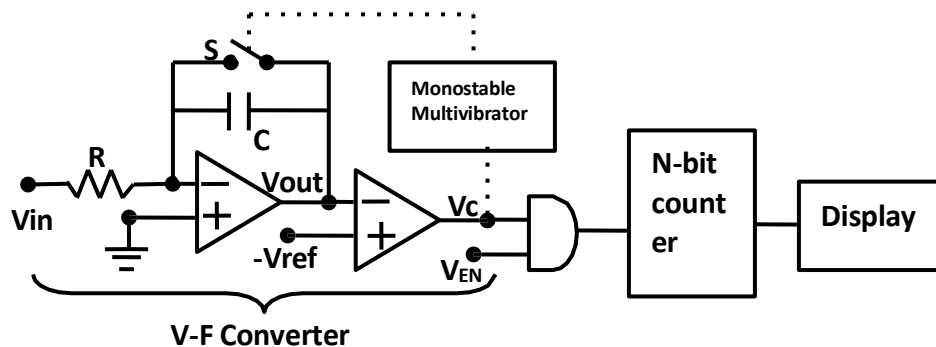 S
Monostable
Multivibrator
C
R
Vin
−
+
Vout
−
+
-Vref
Vc
VEN
N-bit
count
er
Display
V-F Converter